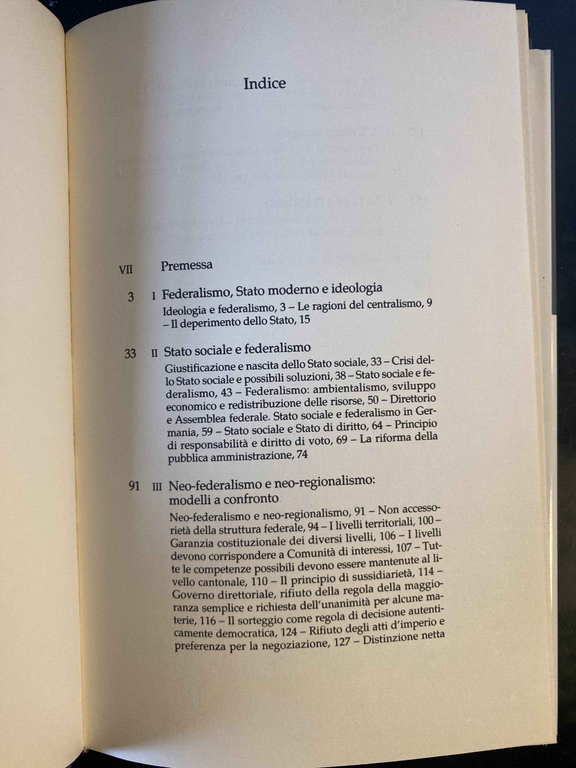 Indice
VII Premessa
3 I Federalismo, Stato moderno e ideologia
Ideologia e federalismo, 3 – Le ragioni del centralismo, 9
– Il deperimento dello Stato, 15
33 II Stato sociale e federalismo
Giustificazione e nascita dello Stato sociale, 33 – Crisi del-
lo Stato sociale e possibili soluzioni, 38 – Stato sociale e fe-
deralismo, 43 – Federalismo: ambientalismo, sviluppo
economico e redistribuzione delle risorse, 50 – Direttorio
e Assemblea federale. Stato sociale e federalismo in Ger-
mania, 59 – Stato sociale e Stato di diritto, 64 – Principio
di responsabilità e diritto di voto, 69 – La riforma della
pubblica amministrazione, 74
91 III Neo-federalismo e neo-regionalismo:
modelli a confronto
Neo-federalismo e neo-regionalismo, 91 – Non accesso-
rietà della struttura federale, 94 – I livelli territoriali, 100 –
Garanzia costituzionale dei diversi livelli, 106 – I livelli
devono corrispondere a Comunità di interessi, 107 – Tut-
te le competenze possibili devono essere mantenute al li-
vello cantonale, 110 – Il principio di sussidiarietà, 114 –
Governo direttoriale, rifiuto della regola della maggio-
ranza semplice e richiesta dell'unanimità per alcune ma-
terie, 116 – Il sorteggio come regola di decisione autenti-
camente democratica, 124 – Rifiuto degli atti d'imperio e
preferenza per la negoziazione, 127 – Distinzione netta